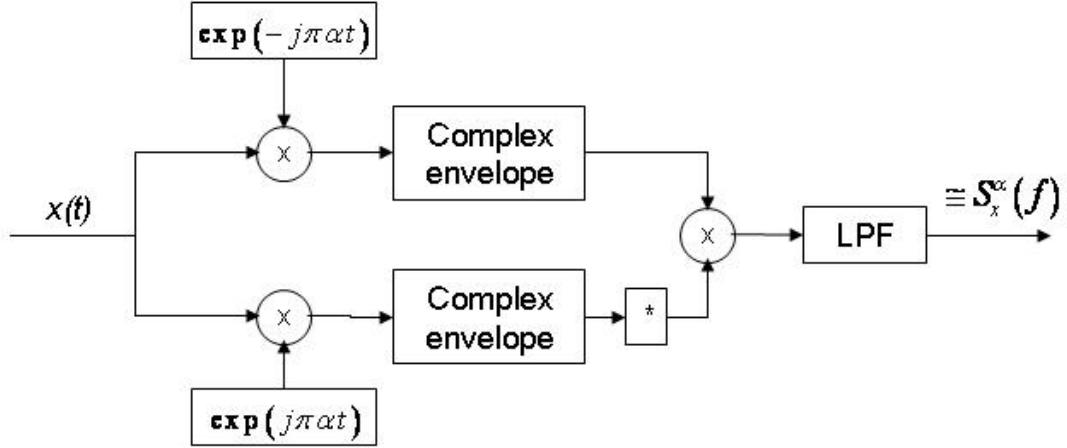 exp(-jπαt)
x
Complex
envelope
x(t)
x
LPF
≅ S_x^α(f)
x
Complex
envelope
*
exp(jπαt)